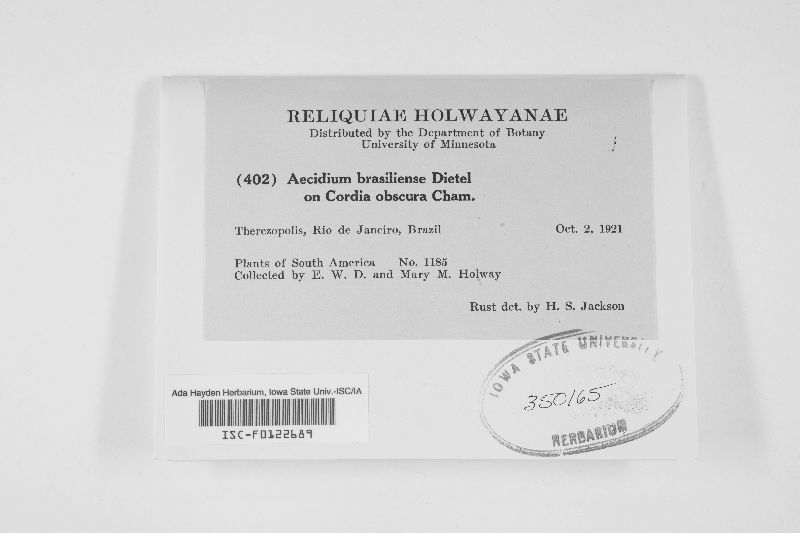 RELIQUIAE HOLWAYANAE
Distributed by the Department of Botany
University of Minnesota
(402) Aecidium brasiliense Dietel
on Cordia obscura Cham.
Therezopolis, Rio de Janeiro, Brazil Oct. 2, 1921
Plants of South America No. 1185
Collected by E. W. D. and Mary M. Holway
Rust det. by H. S. Jackson
IOWA STATE UNIVERSITY
350165
HERBARIUM
Ada Hayden Herbarium, Iowa State Univ.-ISC/IA
ISC-F0122689